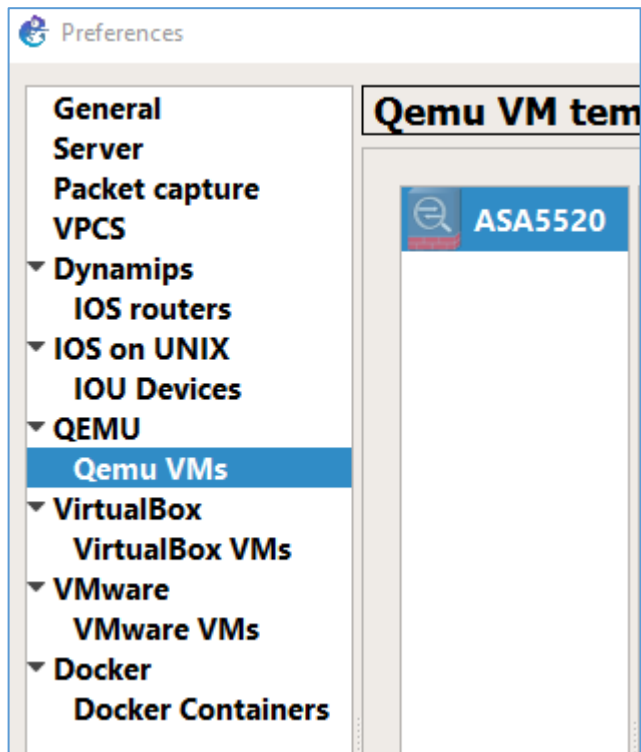 Preferences
General
Server
Packet capture
VPCS
Dynamips
IOS routers
IOS on UNIX
IOU Devices
QEMU
Qemu VMs
VirtualBox
VirtualBox VMs
VMware
VMware VMs
Docker
Docker Containers
Qemu VM tem
ASA5520